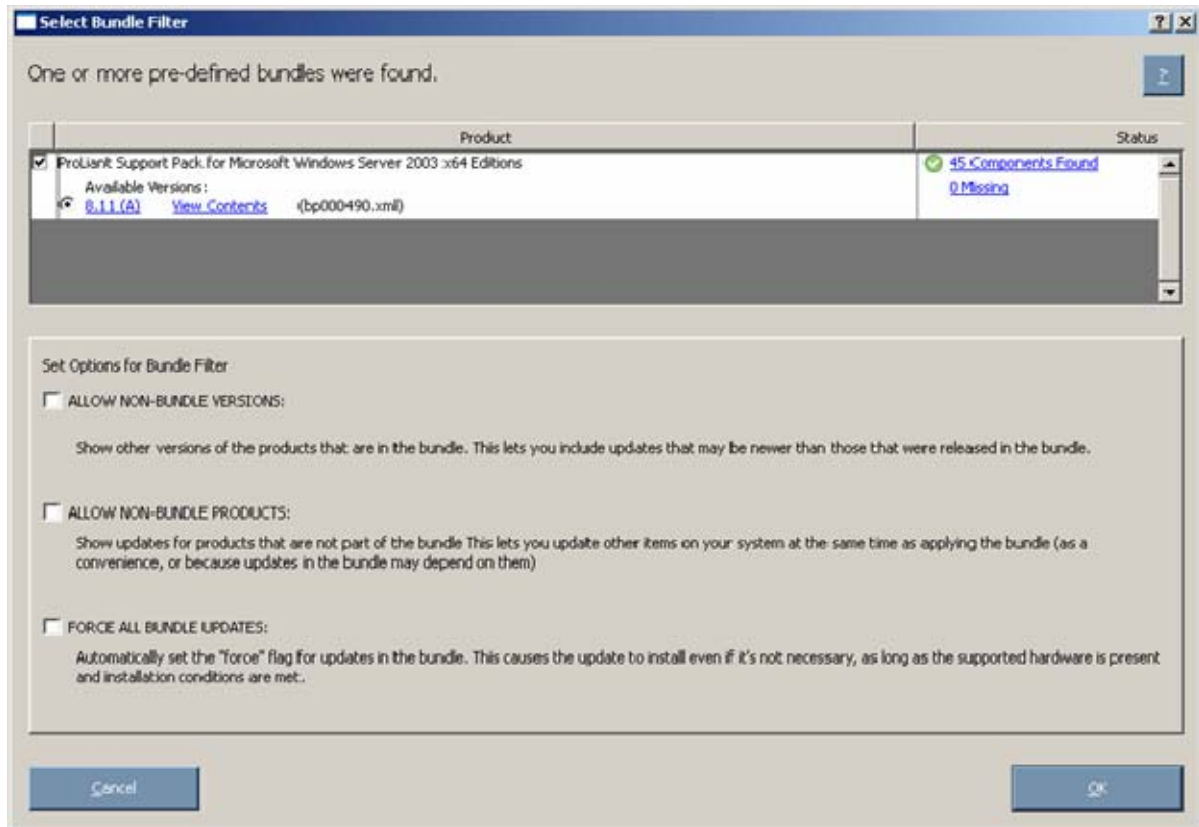 Select Bundle Filter
? X
One or more pre-defined bundles were found.
?
Product Status
ProLiant Support Pack for Microsoft Windows Server 2003 x64 Editions
45 Components Found
Available Versions:
0 Missing
8.11 (A) View Contents (bp000490.xml)
Set Options for Bundle Filter
ALLOW NON-BUNDLE VERSIONS:
Show other versions of the products that are in the bundle. This lets you include updates that may be newer than those that were released in the bundle.
ALLOW NON-BUNDLE PRODUCTS:
Show updates for products that are not part of the bundle This lets you update other items on your system at the same time as applying the bundle (as a
convenience, or because updates in the bundle may depend on them)
FORCE ALL BUNDLE UPDATES:
Automatically set the "force" flag for updates in the bundle. This causes the update to install even if it's not necessary, as long as the supported hardware is present
and installation conditions are met.
Cancel
OK